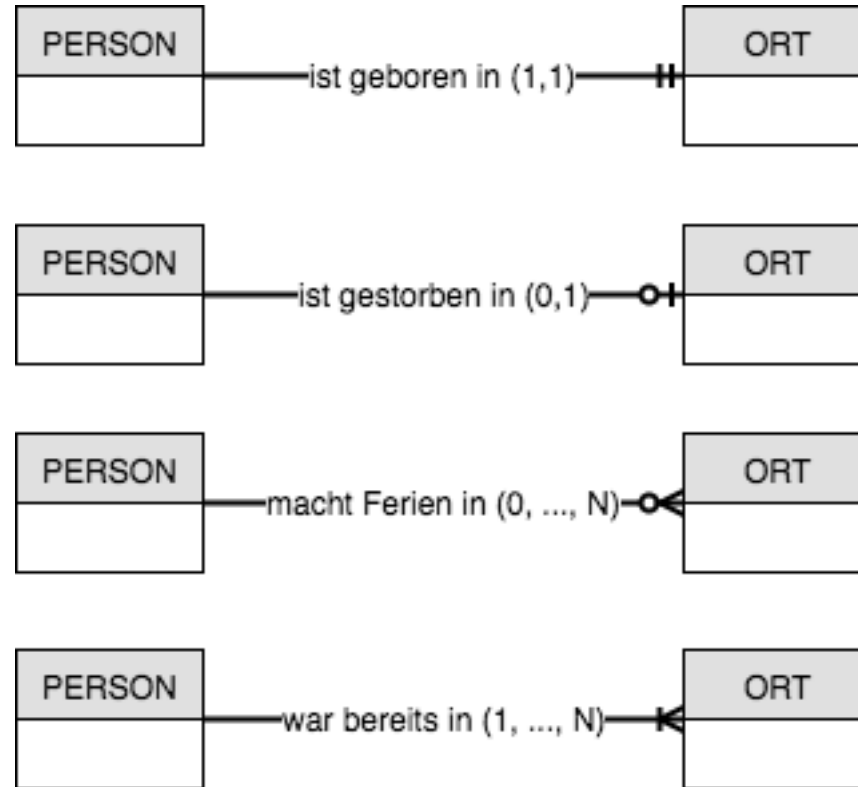 PERSON ist geboren in (1,1) ORT
PERSON ist gestorben in (0,1) ORT
PERSON macht Ferien in (0, ..., N) ORT
PERSON war bereits in (1, ..., N) ORT